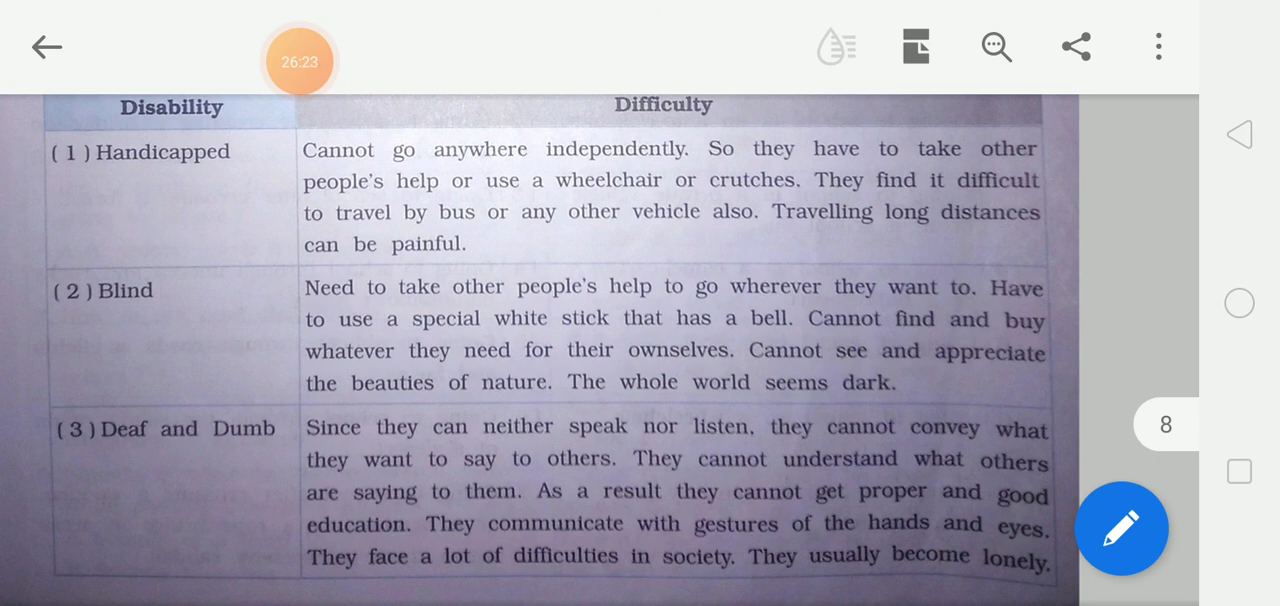 26:23
Disability Difficulty
( 1 ) Handicapped
Cannot go anywhere independently. So they have to take other
people's help or use a wheelchair or crutches. They find it difficult
to travel by bus or any other vehicle also. Travelling long distances
can be painful.
( 2 ) Blind
Need to take other people's help to go wherever they want to. Have
to use a special white stick that has a bell. Cannot find and buy
whatever they need for their ownselves. Cannot see and appreciate
the beauties of nature. The whole world seems dark.
( 3 ) Deaf and Dumb
Since they can neither speak nor listen, they cannot convey what
they want to say to others. They cannot understand what others
are saying to them. As a result they cannot get proper and good
education. They communicate with gestures of the hands and eyes.
They face a lot of difficulties in society. They usually become lonely.
8